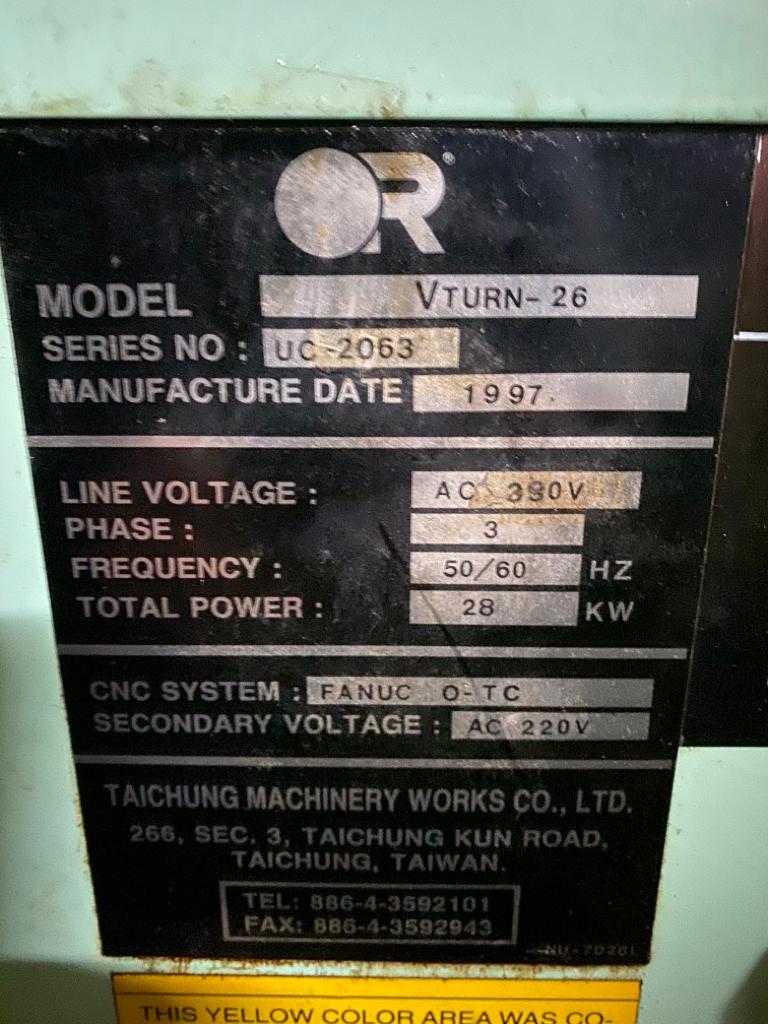 R®
MODEL VTURN-26
SERIES NO : UC-2063
MANUFACTURE DATE 1997.
LINE VOLTAGE : AC 380V
PHASE : 3
FREQUENCY : 50/60 HZ
TOTAL POWER : 28 KW
CNC SYSTEM : FANUC O-TC
SECONDARY VOLTAGE : AC 220V
TAICHUNG MACHINERY WORKS CO., LTD.
266, SEC. 3, TAICHUNG KUN ROAD,
TAICHUNG, TAIWAN.
TEL: 886-4-3592101
FAX: 886-4-3592943
THIS YELLOW COLOR AREA WAS CO-